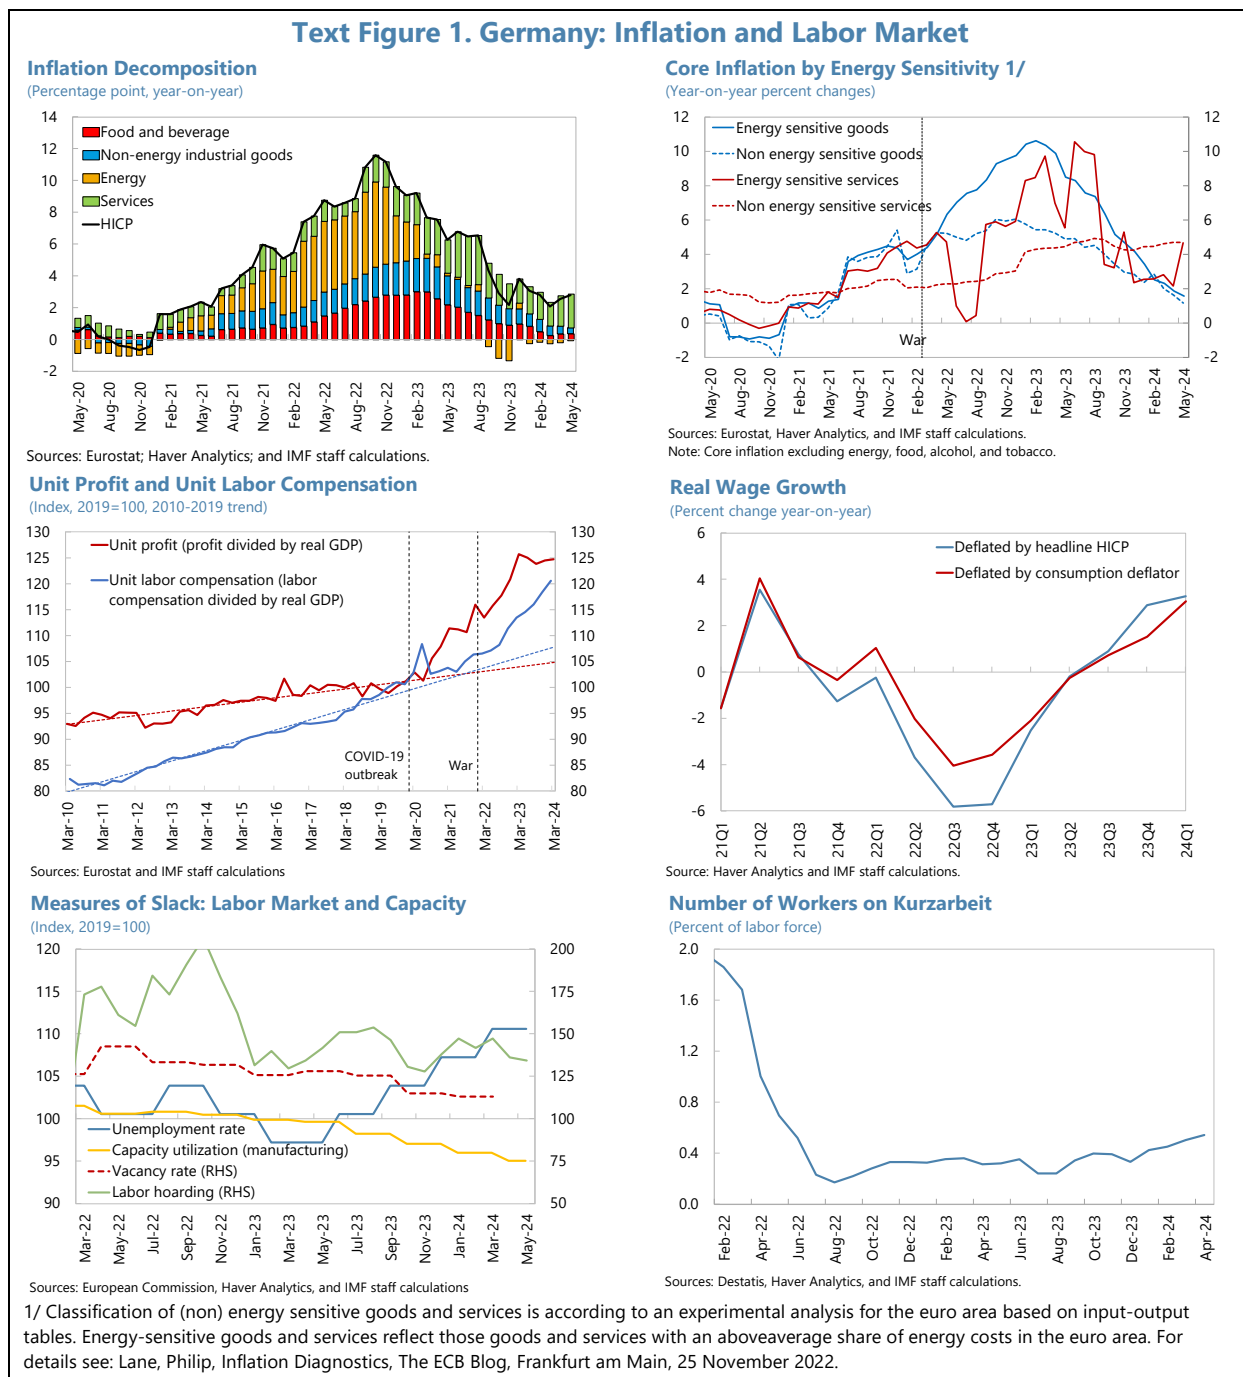 Text Figure 1. Germany: Inflation and Labor Market
Inflation Decomposition
(Percentage point, year-on-year)
14
12
10
8
6
4
2
0
-2
Food and beverage
Non-energy industrial goods
Energy
Services
HICP
May-20
Aug-20
Nov-20
Feb-21
May-21
Aug-21
Nov-21
Feb-22
May-22
Aug-22
Nov-22
Feb-23
May-23
Aug-23
Nov-23
Feb-24
May-24
Sources: Eurostat; Haver Analytics; and IMF staff calculations.
Core Inflation by Energy Sensitivity 1/
(Year-on-year percent changes)
12
10
8
6
4
2
0
-2
Energy sensitive goods
Non energy sensitive goods
Energy sensitive services
Non energy sensitive services
War
12
10
8
6
4
2
0
-2
May-20
Aug-20
Nov-20
Feb-21
May-21
Aug-21
Nov-21
Feb-22
May-22
Aug-22
Nov-22
Feb-23
May-23
Aug-23
Nov-23
Feb-24
May-24
Sources: Eurostat, Haver Analytics, and IMF staff calculations.
Note: Core inflation excluding energy, food, alcohol, and tobacco.
Unit Profit and Unit Labor Compensation
(Index, 2019=100, 2010-2019 trend)
130
125
120
115
110
105
100
95
90
85
80
Unit profit (profit divided by real GDP)
Unit labor compensation (labor
compensation divided by real GDP)
COVID-19
outbreak
War
130
125
120
115
110
105
100
95
90
85
80
Mar-10
Mar-11
Mar-12
Mar-13
Mar-14
Mar-15
Mar-16
Mar-17
Mar-18
Mar-19
Mar-20
Mar-21
Mar-22
Mar-23
Mar-24
Sources: Eurostat and IMF staff calculations
Real Wage Growth
(Percent change year-on-year)
6
4
2
0
-2
-4
-6
Deflated by headline HICP
Deflated by consumption deflator
21Q1
21Q2
21Q3
21Q4
22Q1
22Q2
22Q3
22Q4
23Q1
23Q2
23Q3
23Q4
24Q1
Source: Haver Analytics and IMF staff calculations.
Measures of Slack: Labor Market and Capacity
(Index, 2019=100)
120
115
110
105
100
95
90
200
175
150
125
100
75
50
Unemployment rate
Capacity utilization (manufacturing)
Vacancy rate (RHS)
Labor hoarding (RHS)
Mar-22
May-22
Jul-22
Sep-22
Nov-22
Jan-23
Mar-23
May-23
Jul-23
Sep-23
Nov-23
Jan-24
Mar-24
May-24
Sources: European Commission, Haver Analytics, and IMF staff calculations
Number of Workers on Kurzarbeit
(Percent of labor force)
2.0
1.6
1.2
0.8
0.4
0.0
Feb-22
Apr-22
Jun-22
Aug-22
Oct-22
Dec-22
Feb-23
Apr-23
Jun-23
Aug-23
Oct-23
Dec-23
Feb-24
Apr-24
Sources: Destatis, Haver Analytics, and IMF staff calculations.
1/ Classification of (non) energy sensitive goods and services is according to an experimental analysis for the euro area based on input-output
tables. Energy-sensitive goods and services reflect those goods and services with an aboveaverage share of energy costs in the euro area. For
details see: Lane, Philip, Inflation Diagnostics, The ECB Blog, Frankfurt am Main, 25 November 2022.